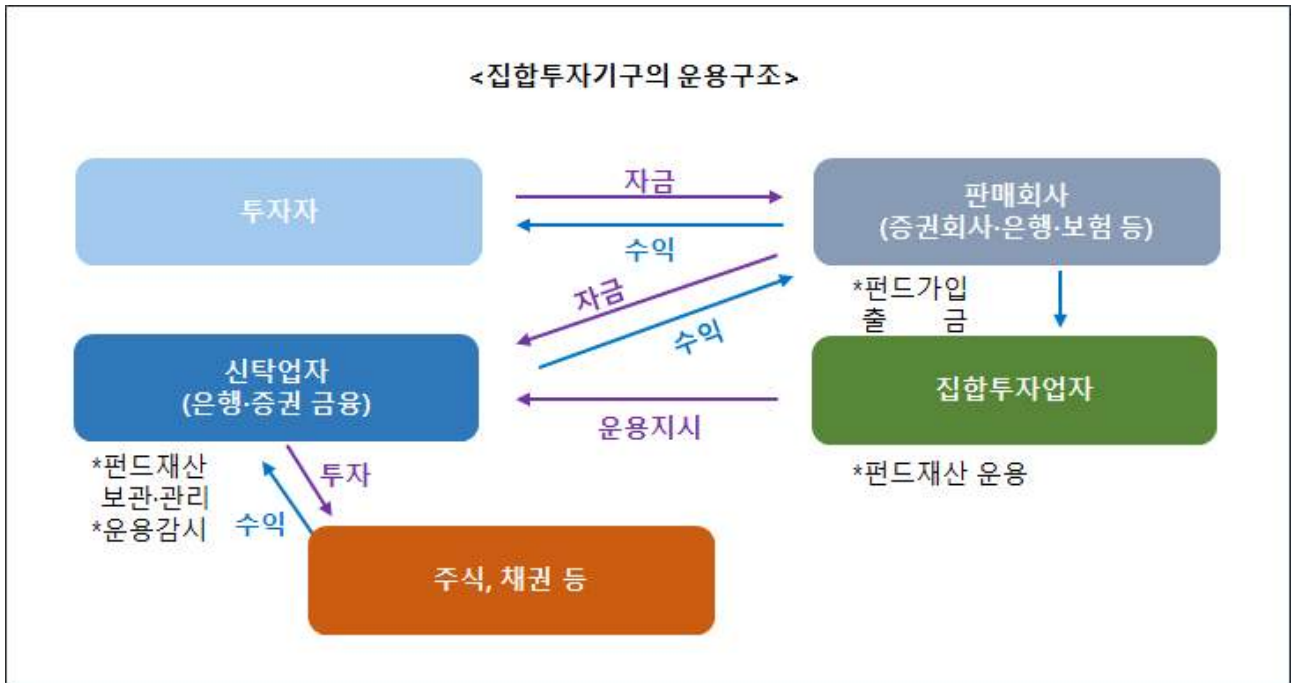 <집합투자기구의 운용구조>
투자자
자금
수익
판매회사
(증권회사·은행·보험 등)
자금
수익
*펀드가입
출 금
신탁업자
(은행·증권 금융)
운용지시
집합투자업자
*펀드재산
보관·관리
*운용감시
투자
수익
*펀드재산 운용
주식, 채권 등